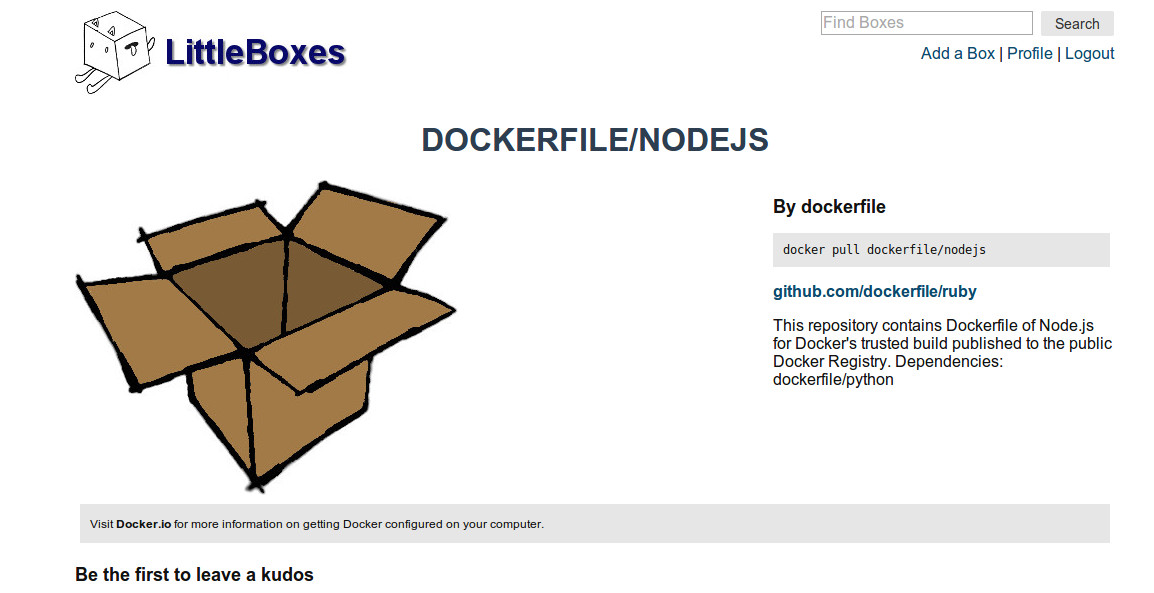 LittleBoxes
Find Boxes
Search
Add a Box | Profile | Logout
DOCKERFILE/NODEJS
By dockerfile
docker pull dockerfile/nodejs
github.com/dockerfile/ruby
This repository contains Dockerfile of Node.js
for Docker's trusted build published to the public
Docker Registry. Dependencies:
dockerfile/python
Visit Docker.io for more information on getting Docker configured on your computer.
Be the first to leave a kudos